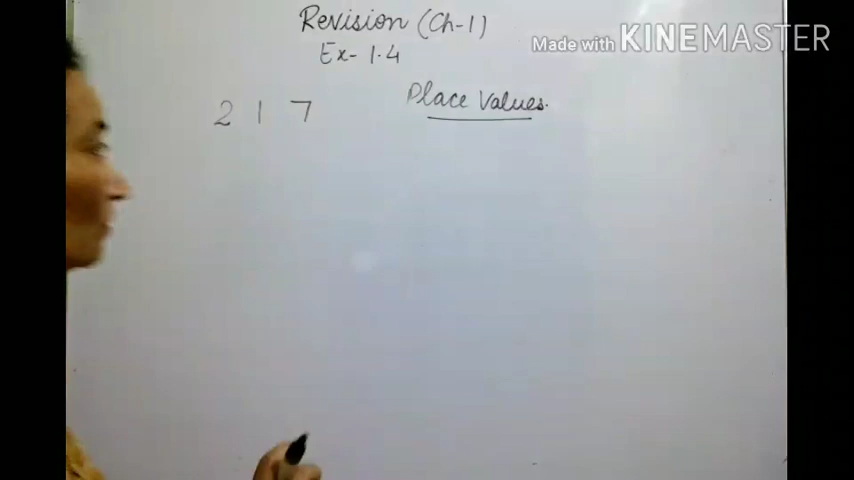 Revision (Ch-1)
Ex- 1.4
Made with KINEMASTER
2 1 7
Place Values.